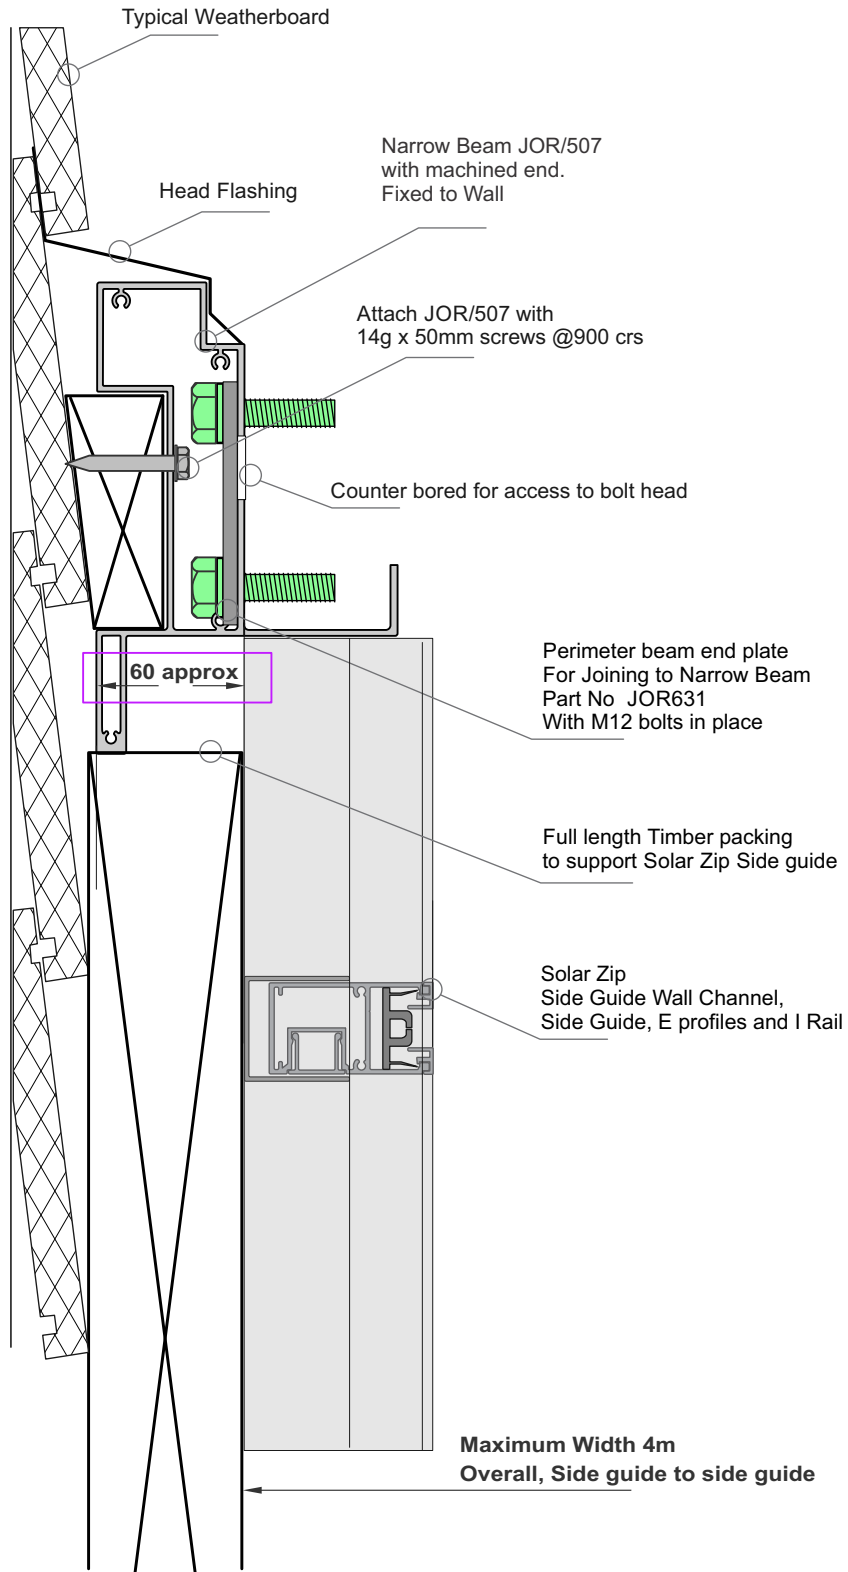 Typical Weatherboard
Narrow Beam JOR/507
with machined end.
Fixed to Wall
Head Flashing
Attach JOR/507 with
14g x 50mm screws @900 crs
Counter bored for access to bolt head
Perimeter beam end plate
For Joining to Narrow Beam
Part No JOR631
With M12 bolts in place
60 approx
Full length Timber packing
to support Solar Zip Side guide
Solar Zip
Side Guide Wall Channel,
Side Guide, E profiles and I Rail
Maximum Width 4m
Overall, Side guide to side guide